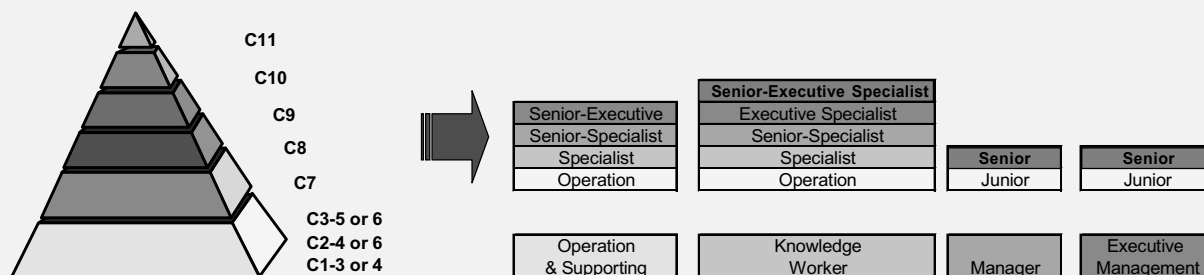 C11
C10
C9
C8
C7
C3-5 or 6
C2-4 or 6
C1-3 or 4
Senior-Executive
Senior-Specialist
Specialist
Operation
Operation
& Supporting
Senior-Executive Specialist
Executive Specialist
Senior-Specialist
Specialist
Operation
Knowledge
Worker
Senior
Junior
Manager
Senior
Junior
Executive
Management